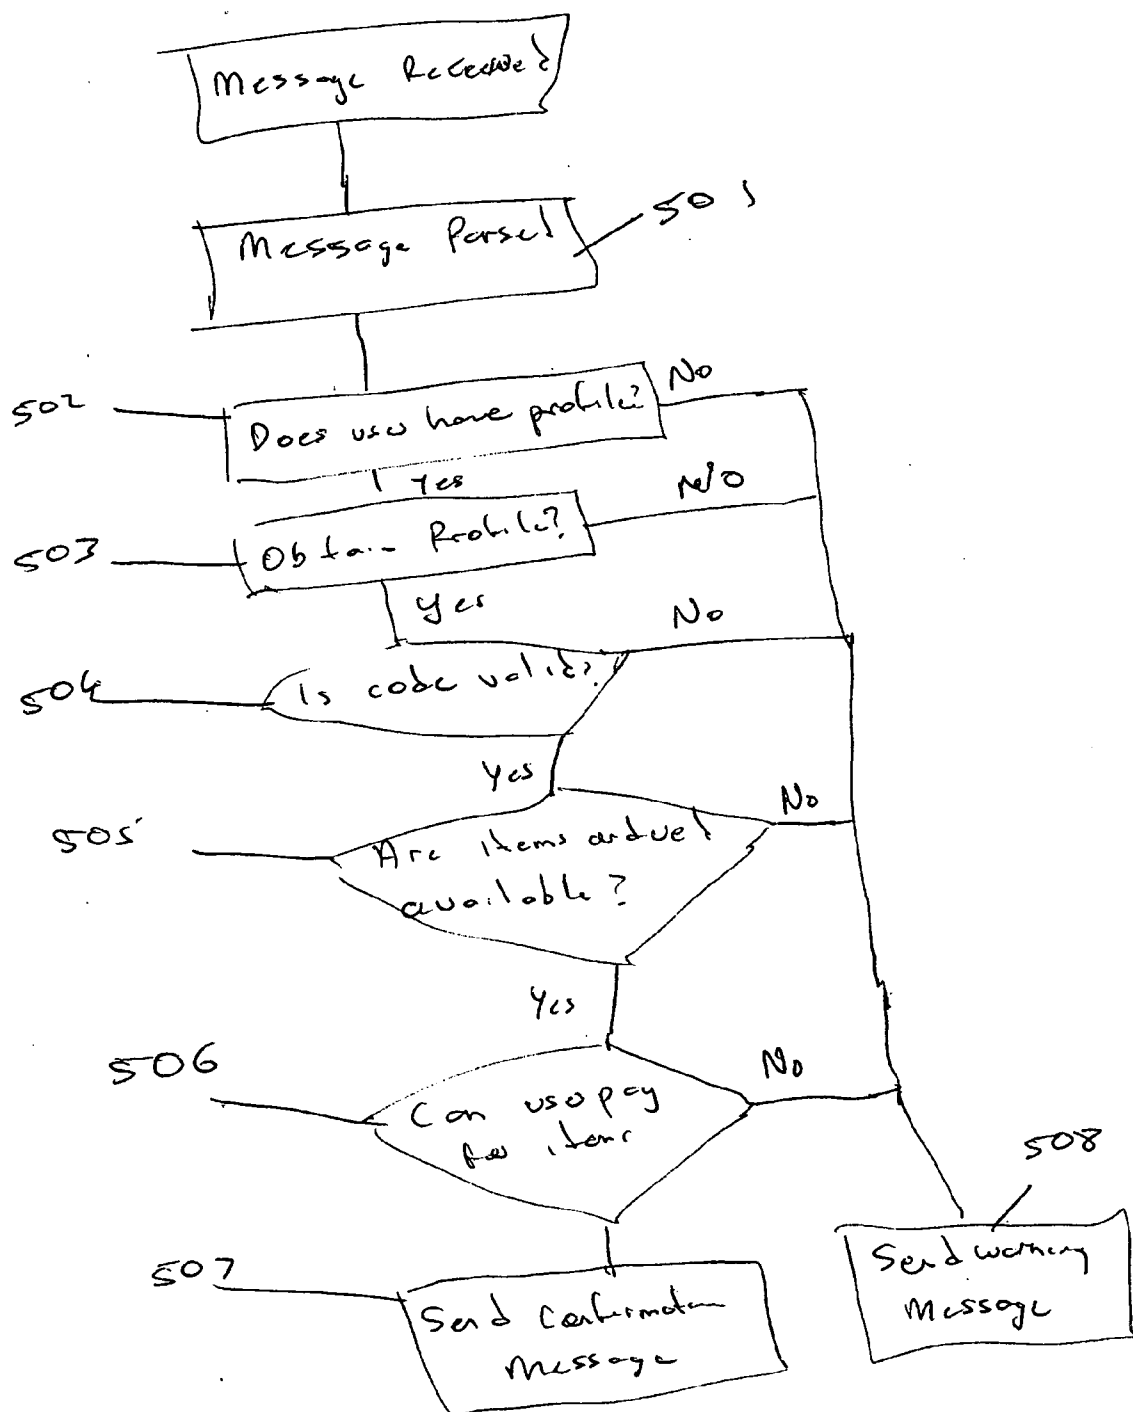 Message Received
Message Parsed
501
502
Does user have profile?
No
Yes
503
Obtain Profile?
No
Yes
504
Is code valid?
No
Yes
505
Are items ordered
available?
No
Yes
506
Can user pay
for items
No
507
Send Confirmation
Message
508
Send warning
Message